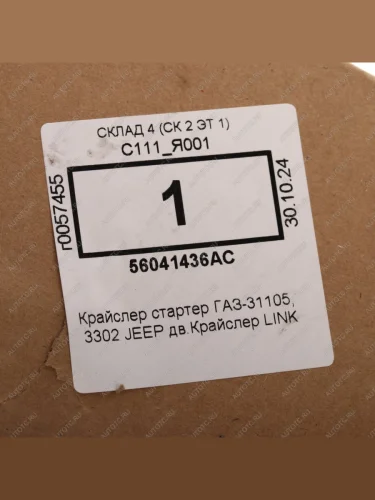 СКЛАД 4 (СК 2 ЭТ 1)
С111_Я001
г0057455
1
30.10.24
56041436AC
Крайслер стартер ГАЗ-31105,
3302 JEEP дв.Крайслер LINK